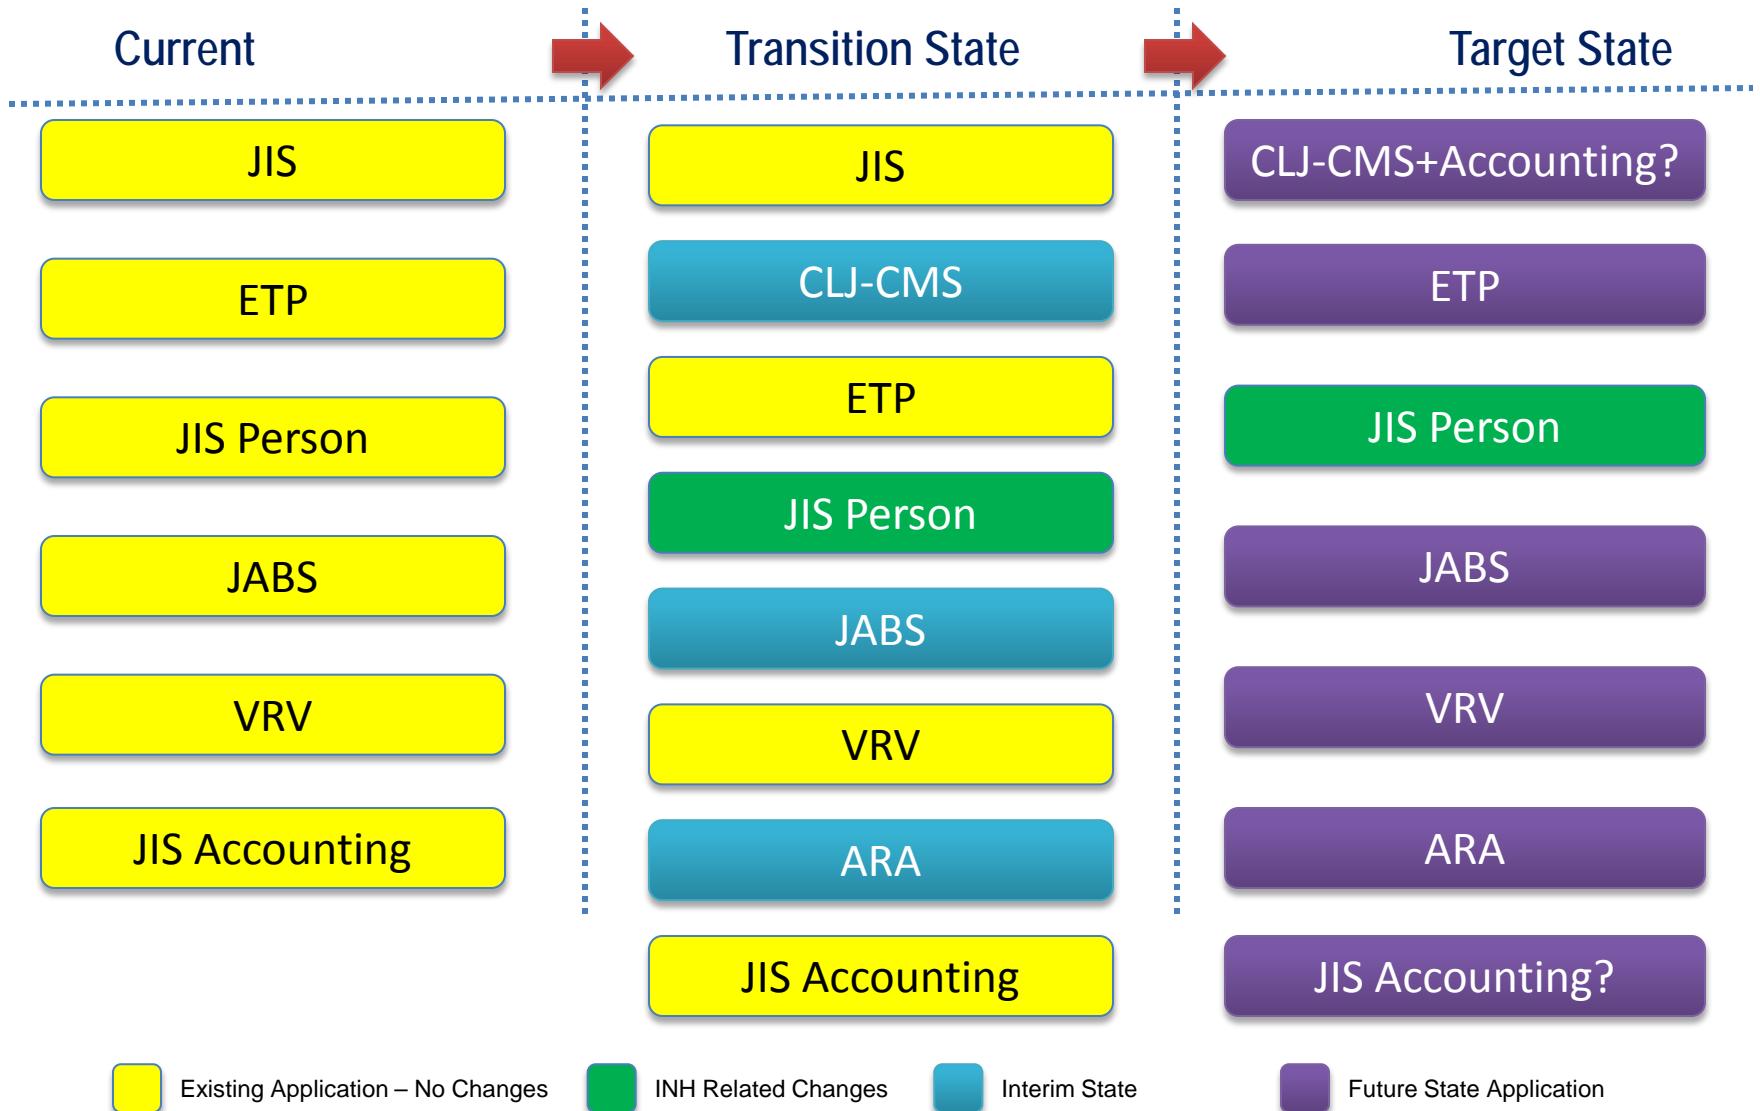 Current
Transition State
Target State
JIS
ETP
JIS Person
JABS
VRV
JIS Accounting
JIS
CLJ-CMS
ETP
JIS Person
JABS
VRV
ARA
JIS Accounting
CLJ-CMS+Accounting?
ETP
JIS Person
JABS
VRV
ARA
JIS Accounting?
Existing Application – No Changes
INH Related Changes
Interim State
Future State Application